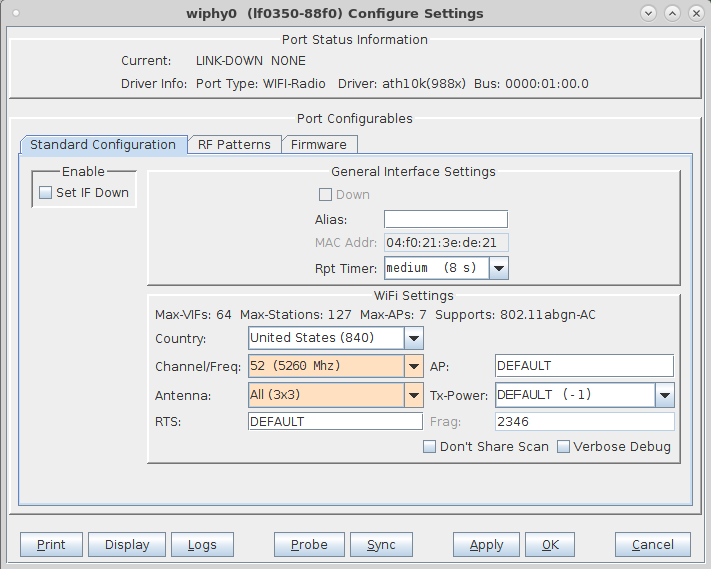 wiphy0 (lf0350-88f0) Configure Settings
Port Status Information
Current: LINK-DOWN NONE
Driver Info: Port Type: WIFI-Radio Driver: ath10k(988x) Bus: 0000:01:00.0
Port Configurables
Standard Configuration RF Patterns Firmware
Enable
Set IF Down
General Interface Settings
Down
Alias:
MAC Addr: 04:f0:21:3e:de:21
Rpt Timer: medium (8 s)
WiFi Settings
Max-VIFs: 64 Max-Stations: 127 Max-APs: 7 Supports: 802.11abgn-AC
Country: United States (840)
Channel/Freq: 52 (5260 Mhz) AP: DEFAULT
Antenna: All (3x3) Tx-Power: DEFAULT (-1)
RTS: DEFAULT Frag: 2346
Don't Share Scan Verbose Debug
Print Display Logs Probe Sync Apply OK Cancel